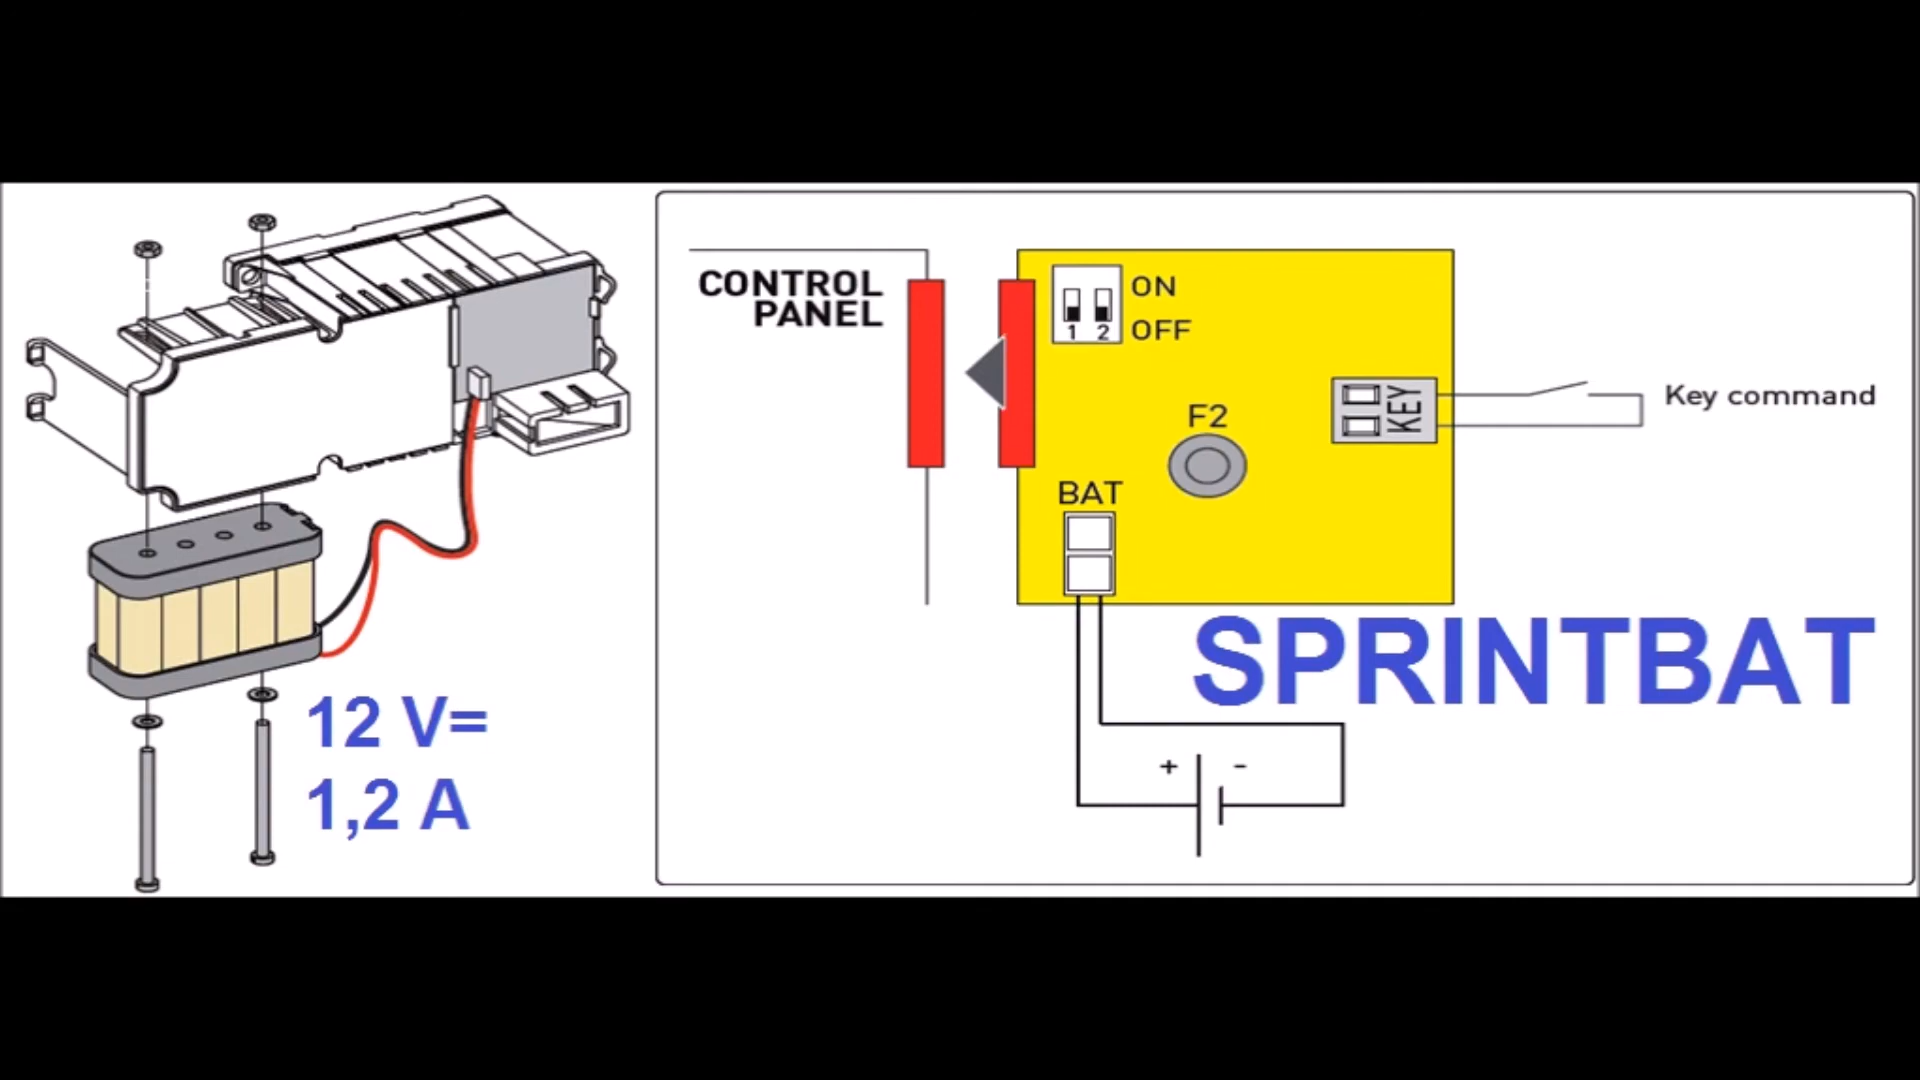 12 V=
1,2 A
CONTROL
PANEL
ON
OFF
1 2
F2
KEY
Key command
BAT
SPRINTBAT
+ -